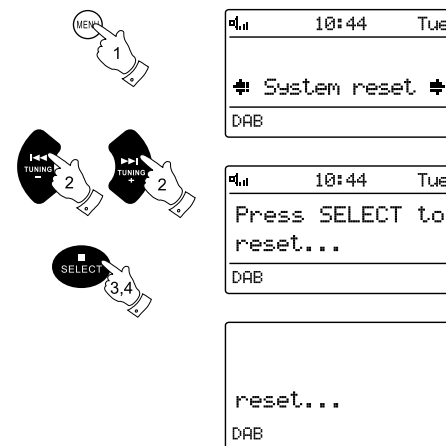 MENU
1
10:44 Tue
System reset
DAB
TUNING
-
2
TUNING
+
2
10:44 Tue
Press SELECT to
reset...
DAB
SELECT
3,4
reset...
DAB